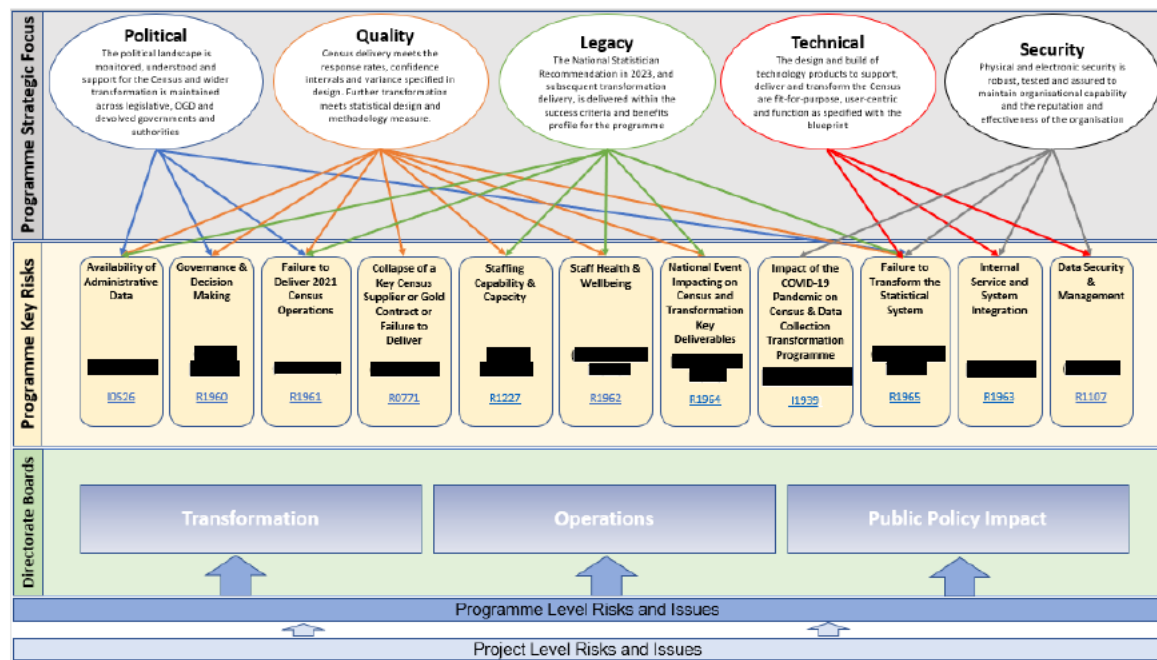 Programme Strategic Focus
Political
The political landscape is
monitored, understood and
support for the Census and wider
transformation is maintained
across legislative, OGD and
devolved governments and
authorities
Quality
Census delivery meets the
response rates, confidence
intervals and variance specified in
design. Further transformation
meets statistical design and
methodology measure.
Legacy
The National Statistician
Recommendation in 2023, and
subsequent transformation
delivery, is delivered within the
success criteria and benefits
profile for the programme
Technical
The design and build of
technology products to support,
deliver and transform the Census
are fit-for-purpose, user-centric
and function as specified with the
blueprint
Security
Physical and electronic security is
robust, tested and assured to
maintain organisational capability
and the reputation and
effectiveness of the organisation
Programme Key Risks
Availability of
Administrative
Data
I0526
Governance &
Decision
Making
R1960
Failure to
Deliver 2021
Census
Operations
R1961
Collapse of a
Key Census
Supplier or Gold
Contract or
Failure to
Deliver
R0771
Staffing
Capability &
Capacity
R1227
Staff Health &
Wellbeing
R1962
National Event
Impacting on
Census and
Transformation
Key
Deliverables
R1964
Impact of the
COVID-19
Pandemic on
Census & Data
Collection
Transformation
Programme
I1939
Failure to
Transform the
Statistical
System
R1965
Internal
Service and
System
Integration
R1963
Data Security
& Management
R1107
Directorate Boards
Transformation
Operations
Public Policy Impact
Programme Level Risks and Issues
Project Level Risks and Issues